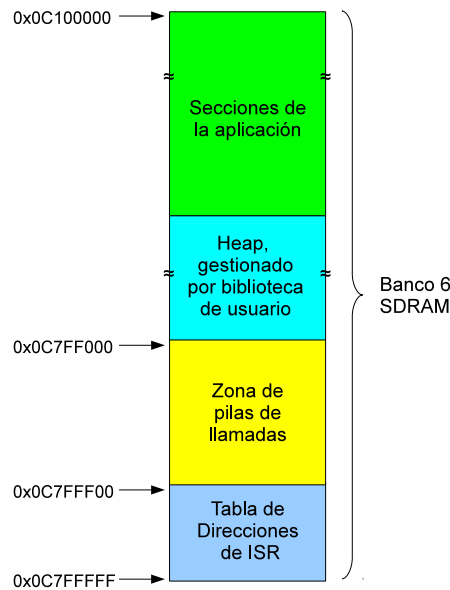 0x0C100000
Secciones de
la aplicación
Heap,
gestionado
por biblioteca
de usuario
Banco 6
SDRAM
0x0C7FF000
Zona de
pilas de
llamadas
0x0C7FFF00
Tabla de
Direcciones
de ISR
0x0C7FFFFF